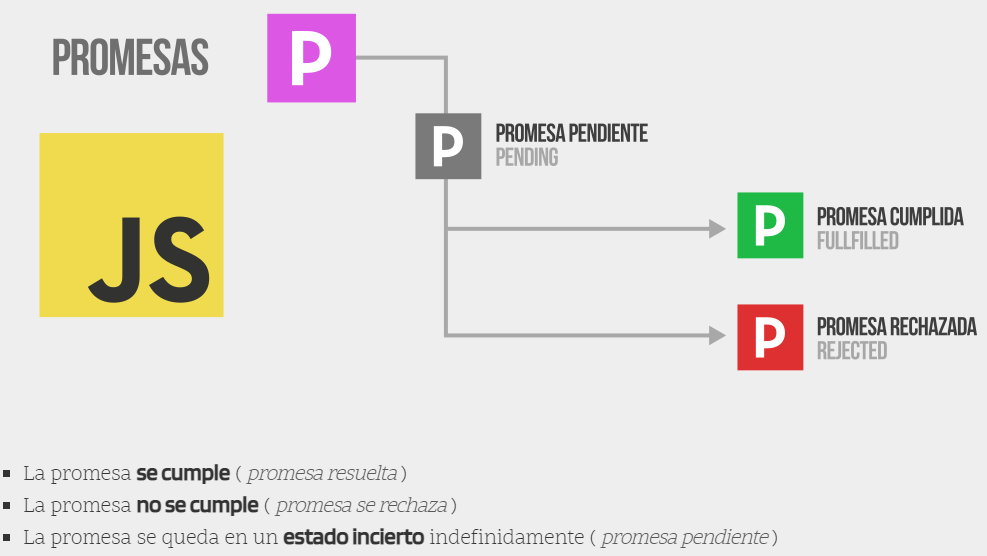 PROMESAS
P
JS
P
PROMESA PENDIENTE
PENDING
P
PROMESA CUMPLIDA
FULLFILLED
P
PROMESA RECHAZADA
REJECTED
La promesa se cumple ( promesa resuelta )
La promesa no se cumple ( promesa se rechaza )
La promesa se queda en un estado incierto indefinidamente ( promesa pendiente )